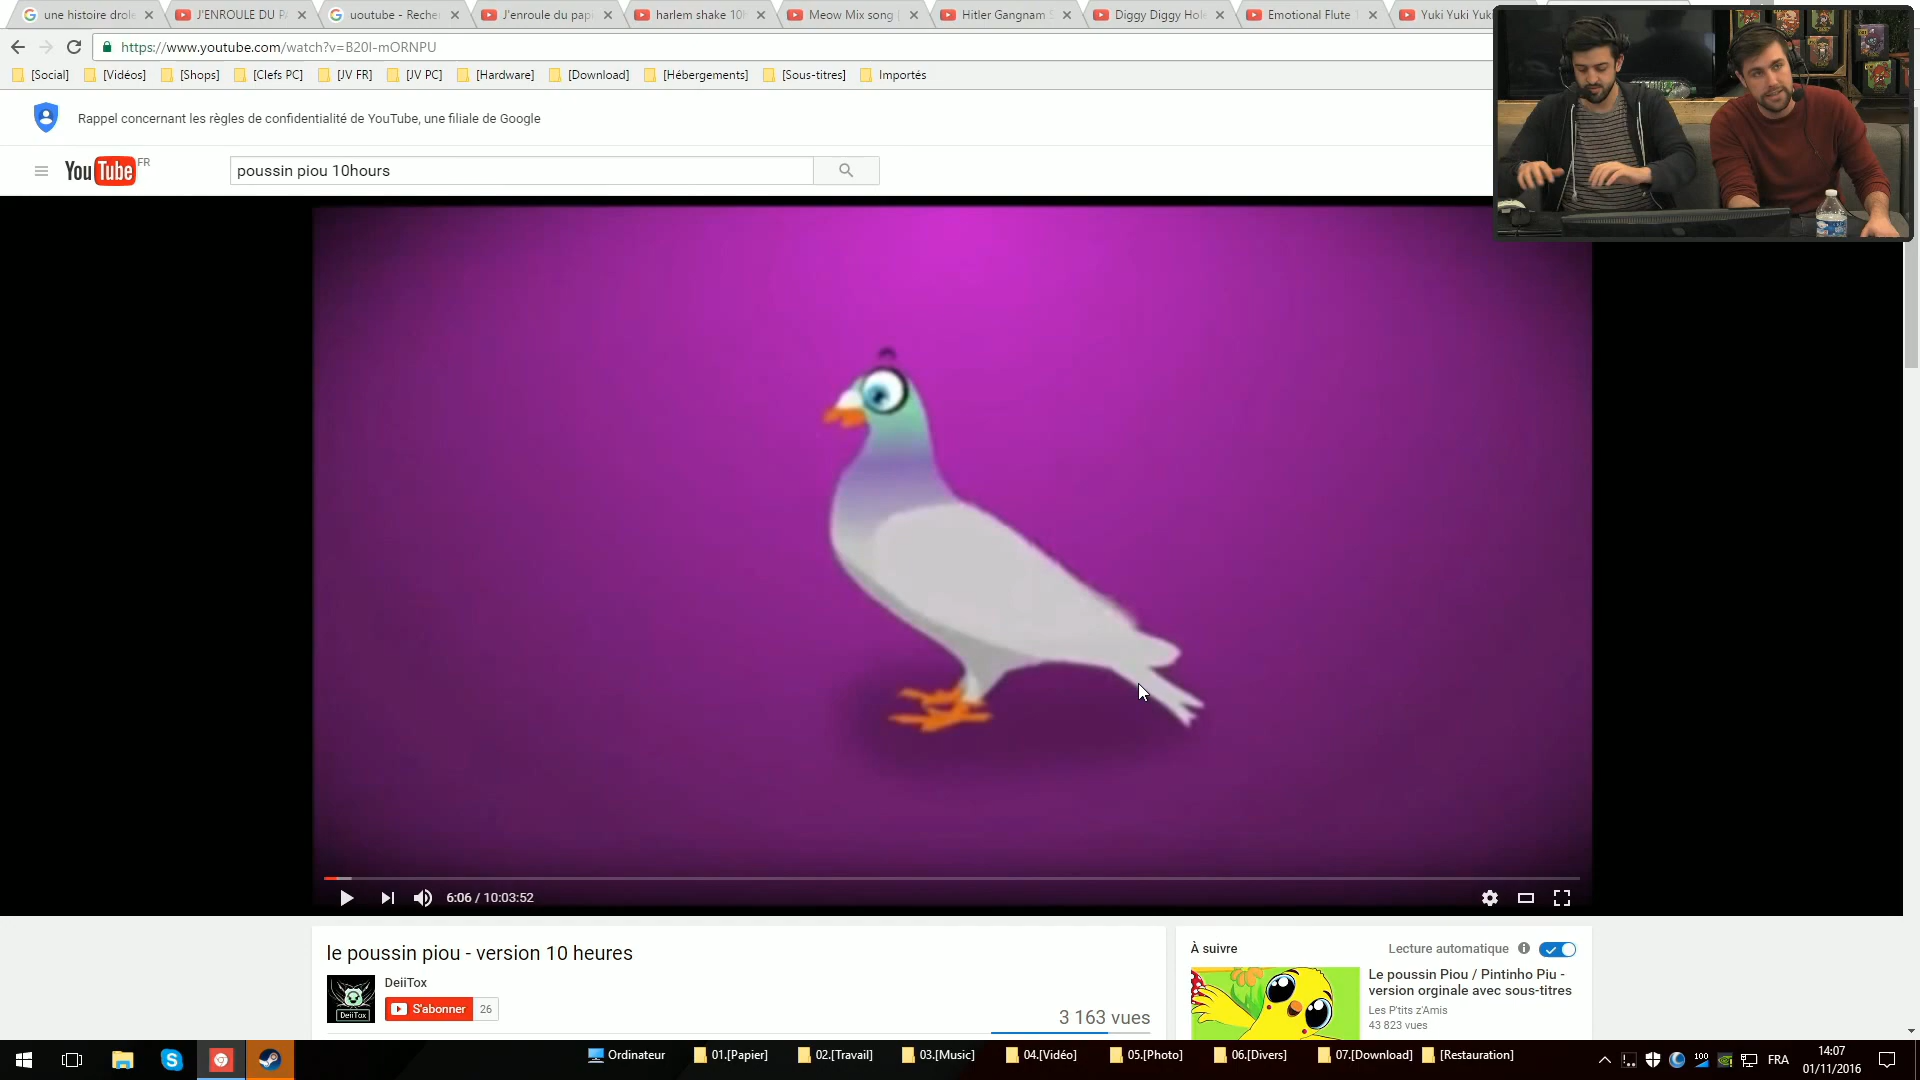 une histoire drole
J'ENROULE DU PA
uoutube - Recher
J'enroule du papi
harlem shake 10h
Meow Mix song
Hitler Gangnam S
Diggy Diggy Hole
Emotional Flute
Yuki Yuki Yuki
https://www.youtube.com/watch?v=B20I-mORNPU
[Social]
[Vidéos]
[Shops]
[Clefs PC]
[JV FR]
[JV PC]
[Hardware]
[Download]
[Hébergements]
[Sous-titres]
Importés
Rappel concernant les règles de confidentialité de YouTube, une filiale de Google
YouTube FR
poussin piou 10hours
6:06 / 10:03:52
le poussin piou - version 10 heures
DeiiTox
DeiiTox
S'abonner
26
3 163 vues
À suivre
Lecture automatique
Le poussin Piou / Pintinho Piu -
version orginale avec sous-titres
Les P'tits z'Amis
43 823 vues
Ordinateur
01.[Papier]
02.[Travail]
03.[Music]
04.[Vidéo]
05.[Photo]
06.[Divers]
07.[Download]
[Restauration]
100
FRA
14:07
01/11/2016